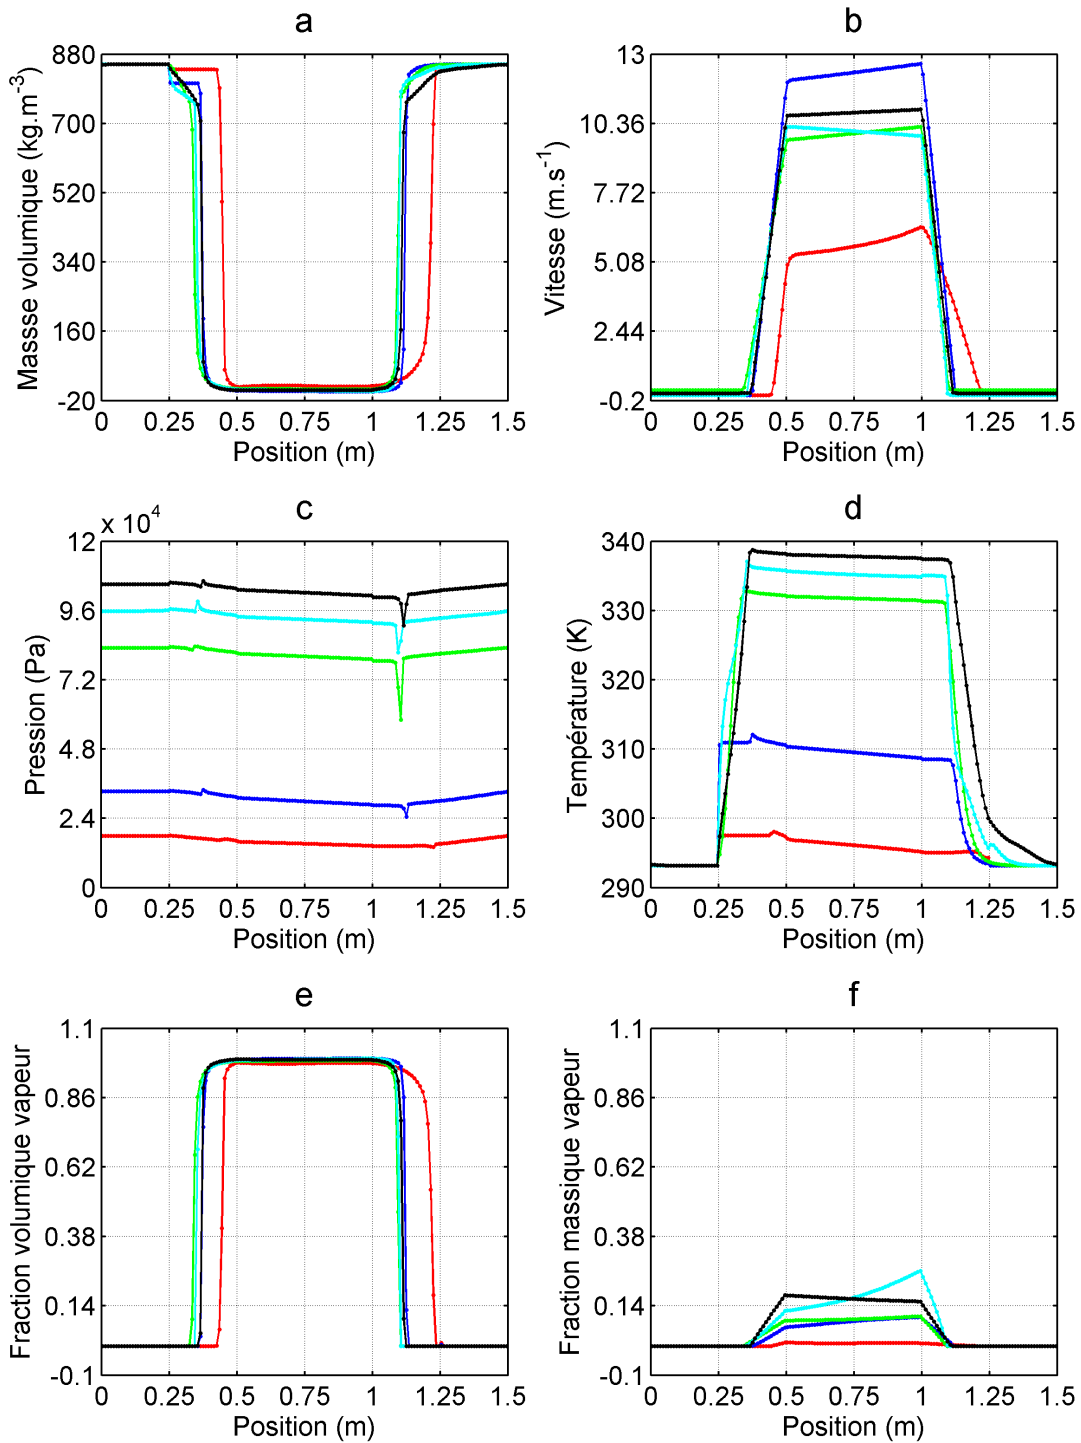 a
880
700
520
340
160
-20
0 0.25 0.5 0.75 1 1.25 1.5
Position (m)
Massse volumique (kg.m-3)
b
13
10.36
7.72
5.08
2.44
-0.2
0 0.25 0.5 0.75 1 1.25 1.5
Position (m)
Vitesse (m.s-1)
c
x 10^4
12
9.6
7.2
4.8
2.4
0
0 0.25 0.5 0.75 1 1.25 1.5
Position (m)
Pression (Pa)
d
340
330
320
310
300
290
0 0.25 0.5 0.75 1 1.25 1.5
Position (m)
Température (K)
e
1.1
0.86
0.62
0.38
0.14
-0.1
0 0.25 0.5 0.75 1 1.25 1.5
Position (m)
Fraction volumique vapeur
f
1.1
0.86
0.62
0.38
0.14
-0.1
0 0.25 0.5 0.75 1 1.25 1.5
Position (m)
Fraction massique vapeur